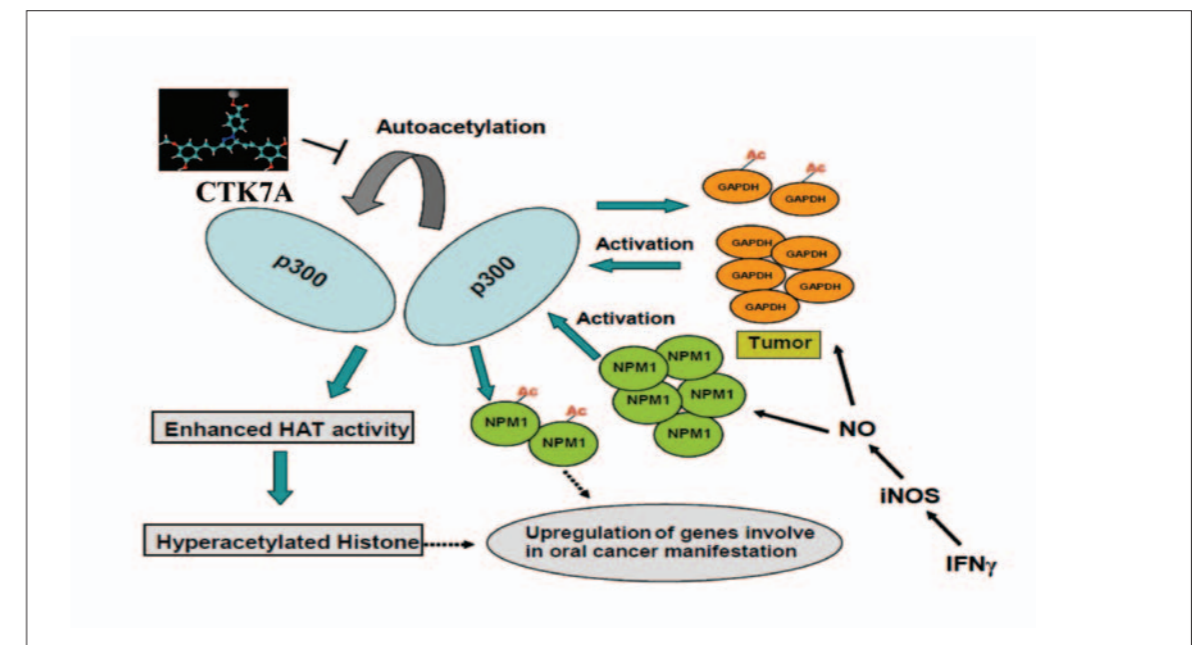 Autoacetylation
CTK7A
p300
p300
Ac
GAPDH
Ac
GAPDH
Activation
GAPDH
GAPDH
GAPDH
GAPDH
GAPDH
Activation
Tumor
NPM1
NPM1
NPM1
NPM1
NPM1
Ac
NPM1
Ac
NPM1
Enhanced HAT activity
NO
iNOS
Hyperacetylated Histone
Upregulation of genes involve
in oral cancer manifestation
IFNγ